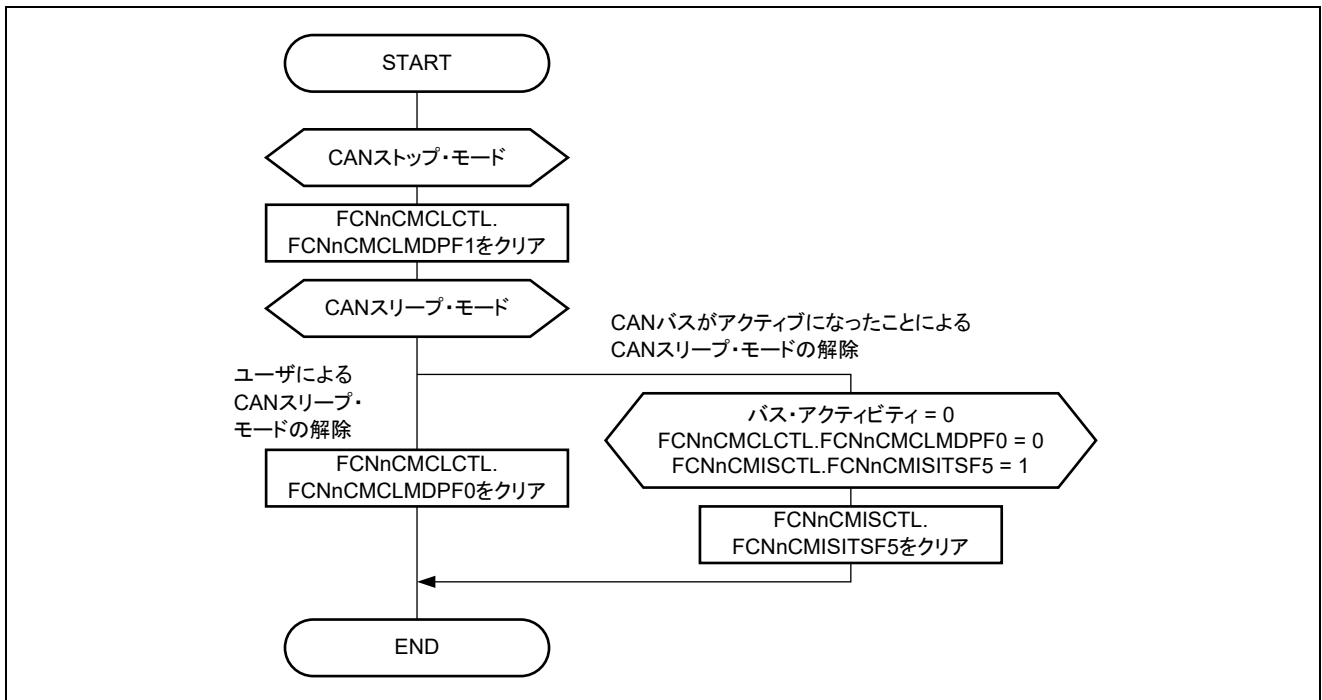 START
CANストップ・モード
FCNnCMCLCTL.
FCNnCMCLMDPF1をクリア
CANスリープ・モード
CANバスがアクティブになったことによる
CANスリープ・モードの解除
ユーザによる
CANスリープ・
モードの解除
バス・アクティビティ = 0
FCNnCMCLCTL.FCNnCMCLMDPF0 = 0
FCNnCMISCTL.FCNnCMISITSF5 = 1
FCNnCMCLCTL.
FCNnCMCLMDPF0をクリア
FCNnCMISCTL.
FCNnCMISITSF5をクリア
END